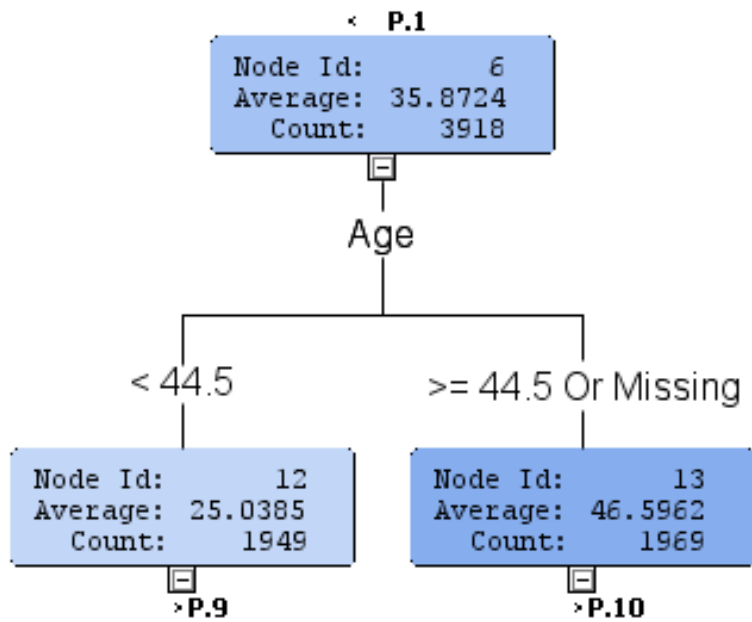 < P.1
Node Id: 6
Average: 35.8724
Count: 3918
Age
< 44.5
>= 44.5 Or Missing
Node Id: 12
Average: 25.0385
Count: 1949
>P.9
Node Id: 13
Average: 46.5962
Count: 1969
>P.10